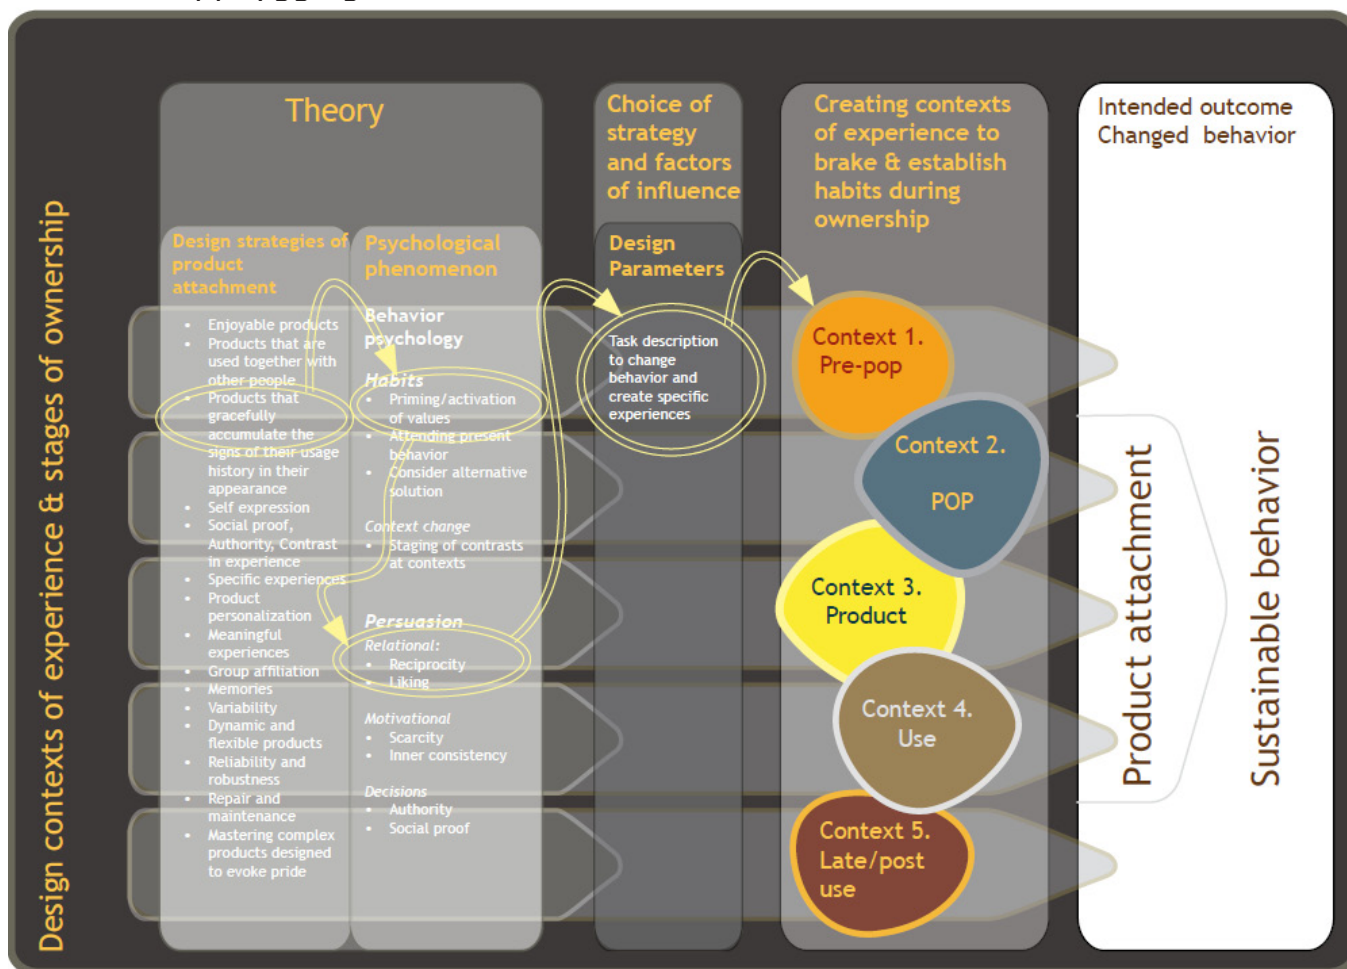 Design contexts of experience & stages of ownership
Theory
Design strategies of
product
attachment
• Enjoyable products
• Products that are
used together with
other people
• Products that
gracefully
accumulate the
signs of their usage
history in their
appearance
• Self expression
• Social proof,
Authority, Contrast
in experience
• Specific experiences
• Product
personalization
• Meaningful
experiences
• Group affiliation
• Memories
• Variability
• Dynamic and
flexible products
• Reliability and
robustness
• Repair and
maintenance
• Mastering complex
products designed
to evoke pride
Psychological
phenomenon
Behavior
psychology
Habits
• Priming/activation
of values
• Attending present
behavior
• Consider alternative
solution
Context change
• Staging of contrasts
at contexts
Persuasion
Relational:
• Reciprocity
• Liking
Motivational
• Scarcity
• Inner consistency
Decisions
• Authority
• Social proof
Choice of
strategy
and factors
of influence
Design
Parameters
Task description
to change
behavior and
create specific
experiences
Creating contexts
of experience to
brake & establish
habits during
ownership
Context 1.
Pre-pop
Context 2.
POP
Context 3.
Product
Context 4.
Use
Context 5.
Late/post
use
Intended outcome
Changed behavior
Product attachment
Sustainable behavior